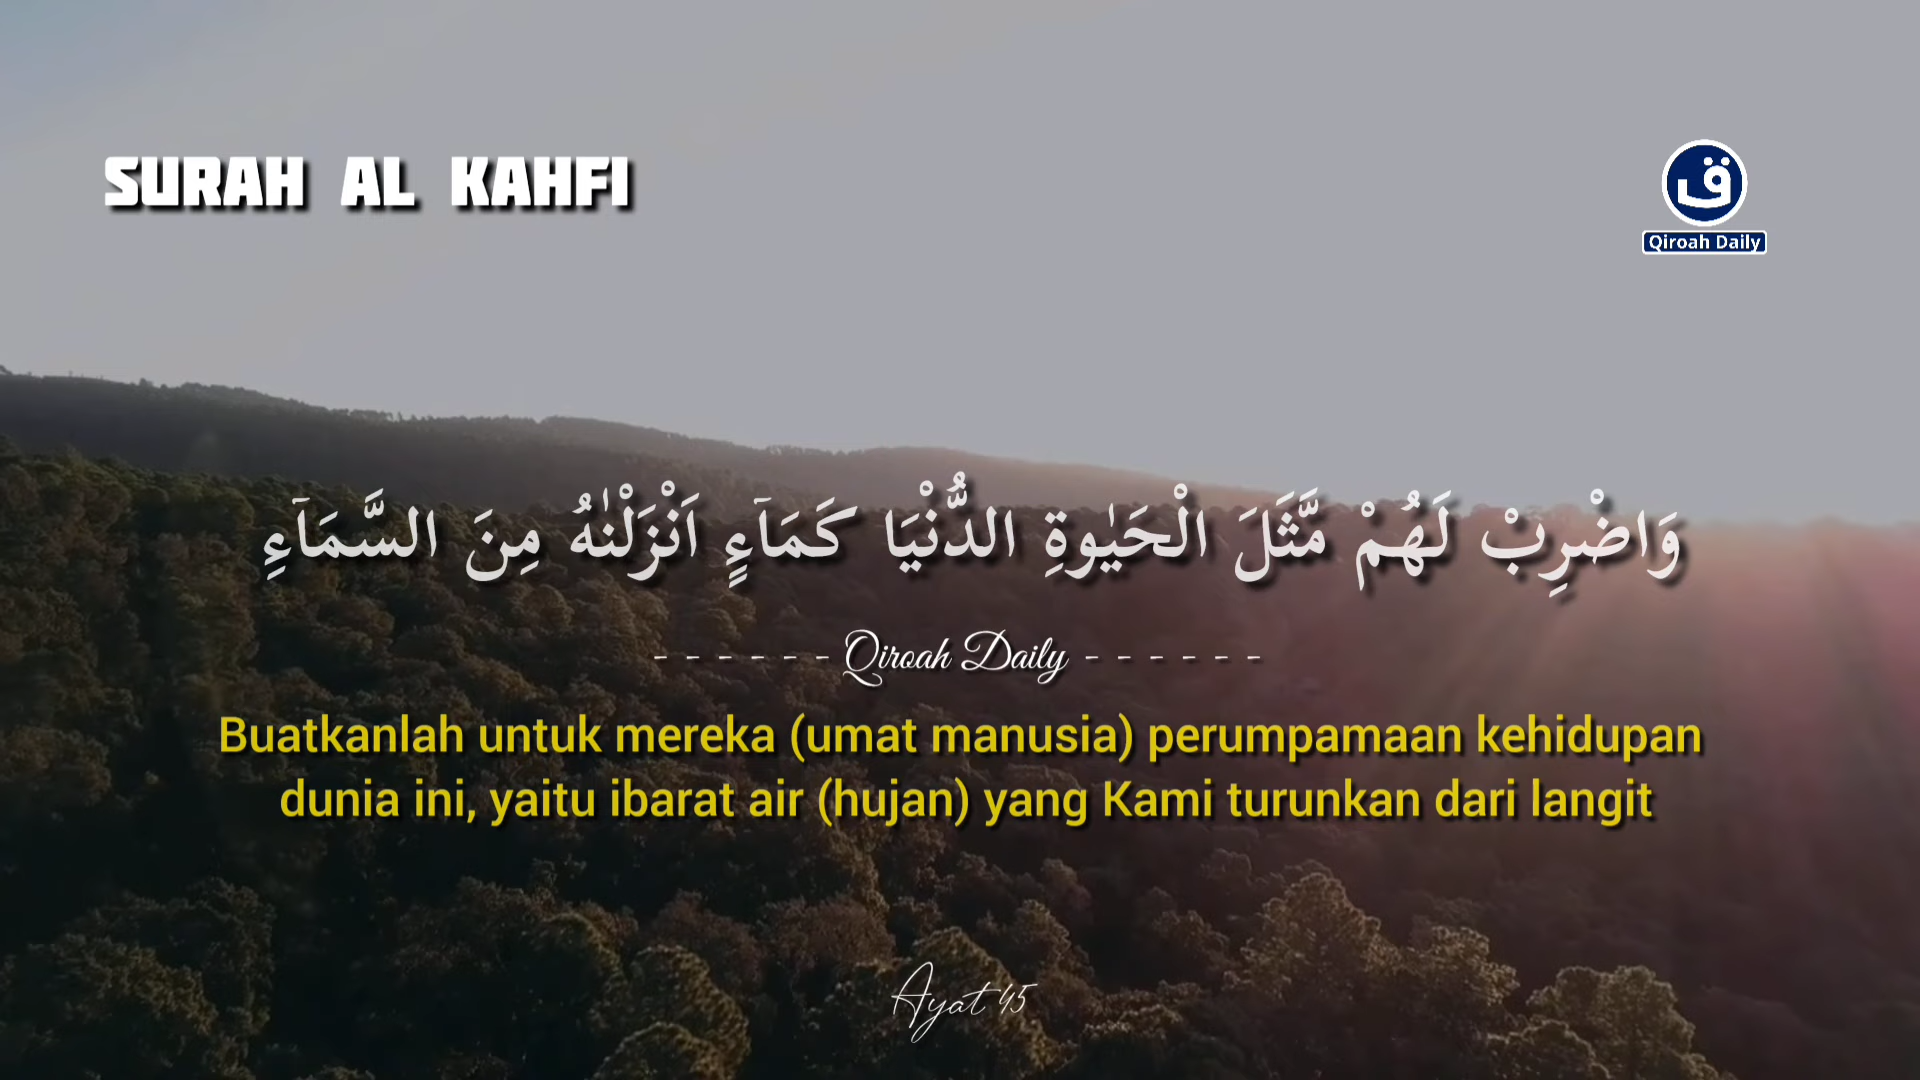 SURAH AL KAHFI
ق
Qiroah Daily
وَاضْرِبْ لَهُمْ مَّثَلَ الْحَيٰوةِ الدُّنْيَا كَمَاۤءٍ اَنْزَلْنٰهُ مِنَ السَّمَاۤءِ
- - - - - - Qiroah Daily - - - - - -
Buatkanlah untuk mereka (umat manusia) perumpamaan kehidupan
dunia ini, yaitu ibarat air (hujan) yang Kami turunkan dari langit
Ayat 45